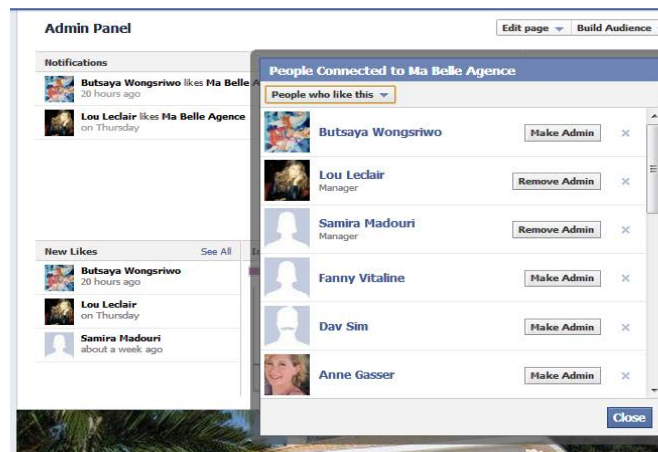 Admin Panel
Edit page
Build Audience
Notifications
Butsaya Wongsriwo likes Ma Belle A
20 hours ago
Lou Leclair likes Ma Belle Agence
on Thursday
New Likes
See All
Butsaya Wongsriwo
20 hours ago
Lou Leclair
on Thursday
Samira Madouri
about a week ago
People Connected to Ma Belle Agence
People who like this
Butsaya Wongsriwo
Make Admin
Lou Leclair
Manager
Remove Admin
Samira Madouri
Manager
Remove Admin
Fanny Vitaline
Make Admin
Dav Sim
Make Admin
Anne Gasser
Make Admin
Close